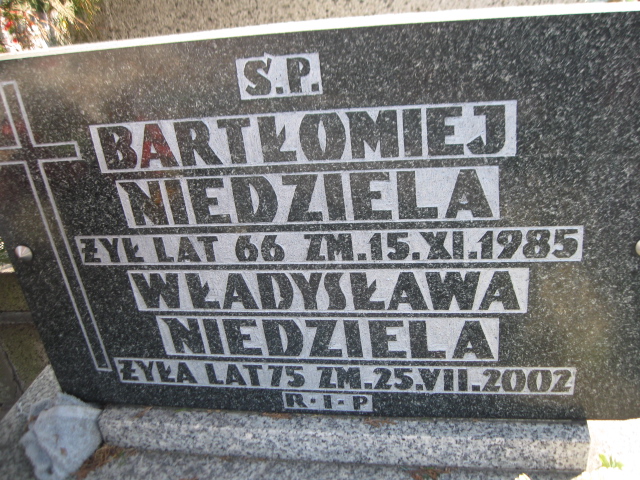 Ś.P.
BARTŁOMIEJ
NIEDZIELA
ŻYŁ LAT 66 ZM.15.XI.1985
WŁADYSŁAWA
NIEDZIELA
ŻYŁA LAT 75 ZM.25.VII.2002
R·I·P